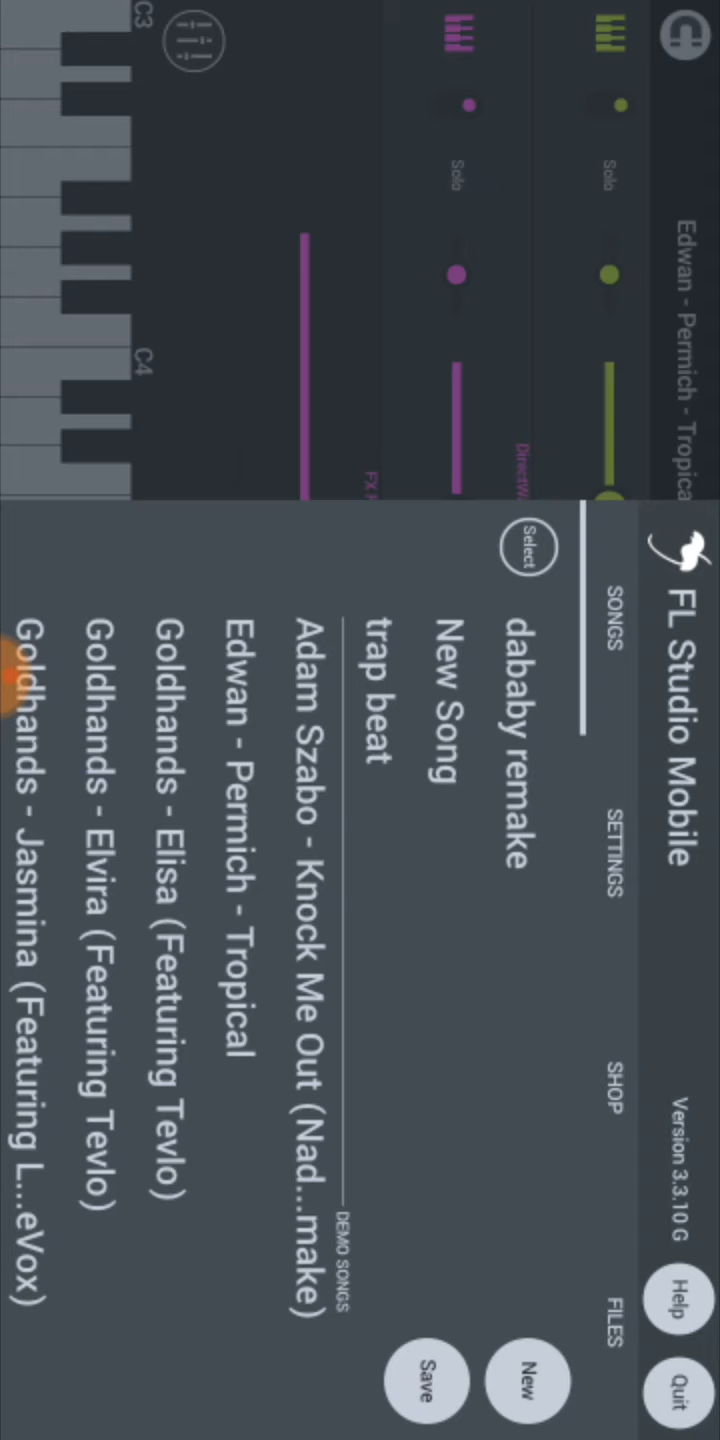 Edwan - Permich - Tropica
Solo
Solo
DirectWa
FX
C3
C4
FL Studio Mobile
Version 3.3.10 G
Help
Quit
SONGS
SETTINGS
SHOP
FILES
Select
dababy remake
New
New Song
trap beat
Save
DEMO SONGS
Adam Szabo - Knock Me Out (Nad...make)
Edwan - Permich - Tropical
Goldhands - Elisa (Featuring Tevlo)
Goldhands - Elvira (Featuring Tevlo)
Goldhands - Jasmina (Featuring L...eVox)